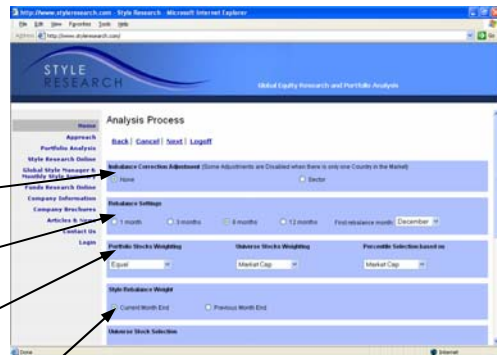 http://www.styleresearch.com - Style Research - Microsoft Internet Explorer
File Edit View Favorites Tools Help
Address http://www.styleresearch.com/ Go
STYLE
RESEARCH
Global Equity Research and Portfolio Analysis
Home
Approach
Portfolio Analysis
Style Research Online
Global Style Manager &
Monthly Style Summary
Funds Research Online
Company Information
Company Brochures
Articles & News
Contact Us
Login
Analysis Process
Back | Cancel | Next | Logoff
Imbalance Correction Adjustment (Some Adjustments are Disabled when there is only one Country in the Market)
None Sector
Rebalance Settings
1 month 3 months 6 months 12 months First rebalance month: December
Portfolio Stocks Weighting Universe Stocks Weighting Percentile Selection based on
Equal Market Cap Market Cap
Style Rebalance Weight
Current Month End Previous Month End
Universe Stock Selection
Done Internet